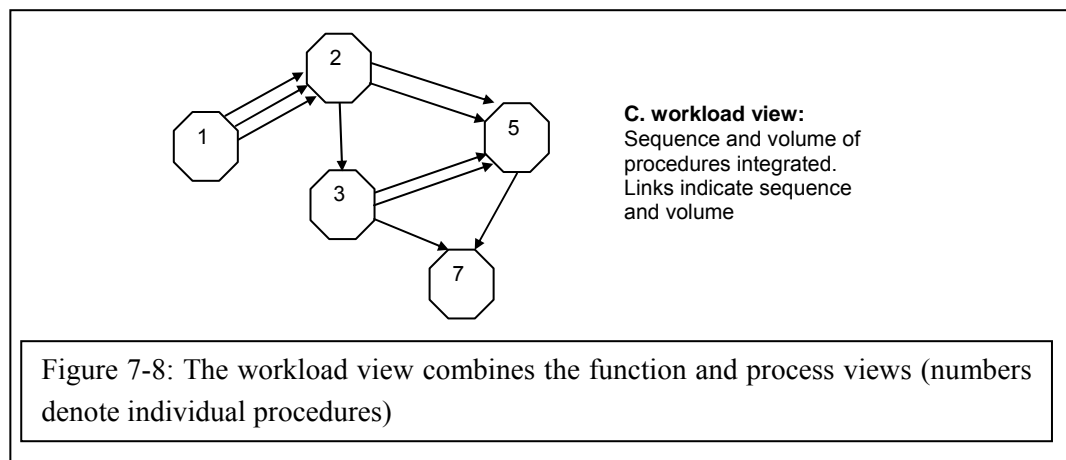 2
1
5
3
7
C. workload view:
Sequence and volume of
procedures integrated.
Links indicate sequence
and volume
Figure 7-8: The workload view combines the function and process views (numbers
denote individual procedures)